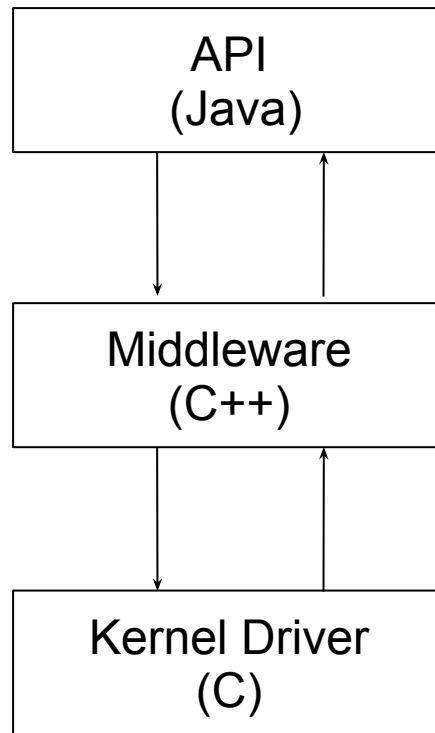 API
(Java)
Middleware
(C++)
Kernel Driver
(C)